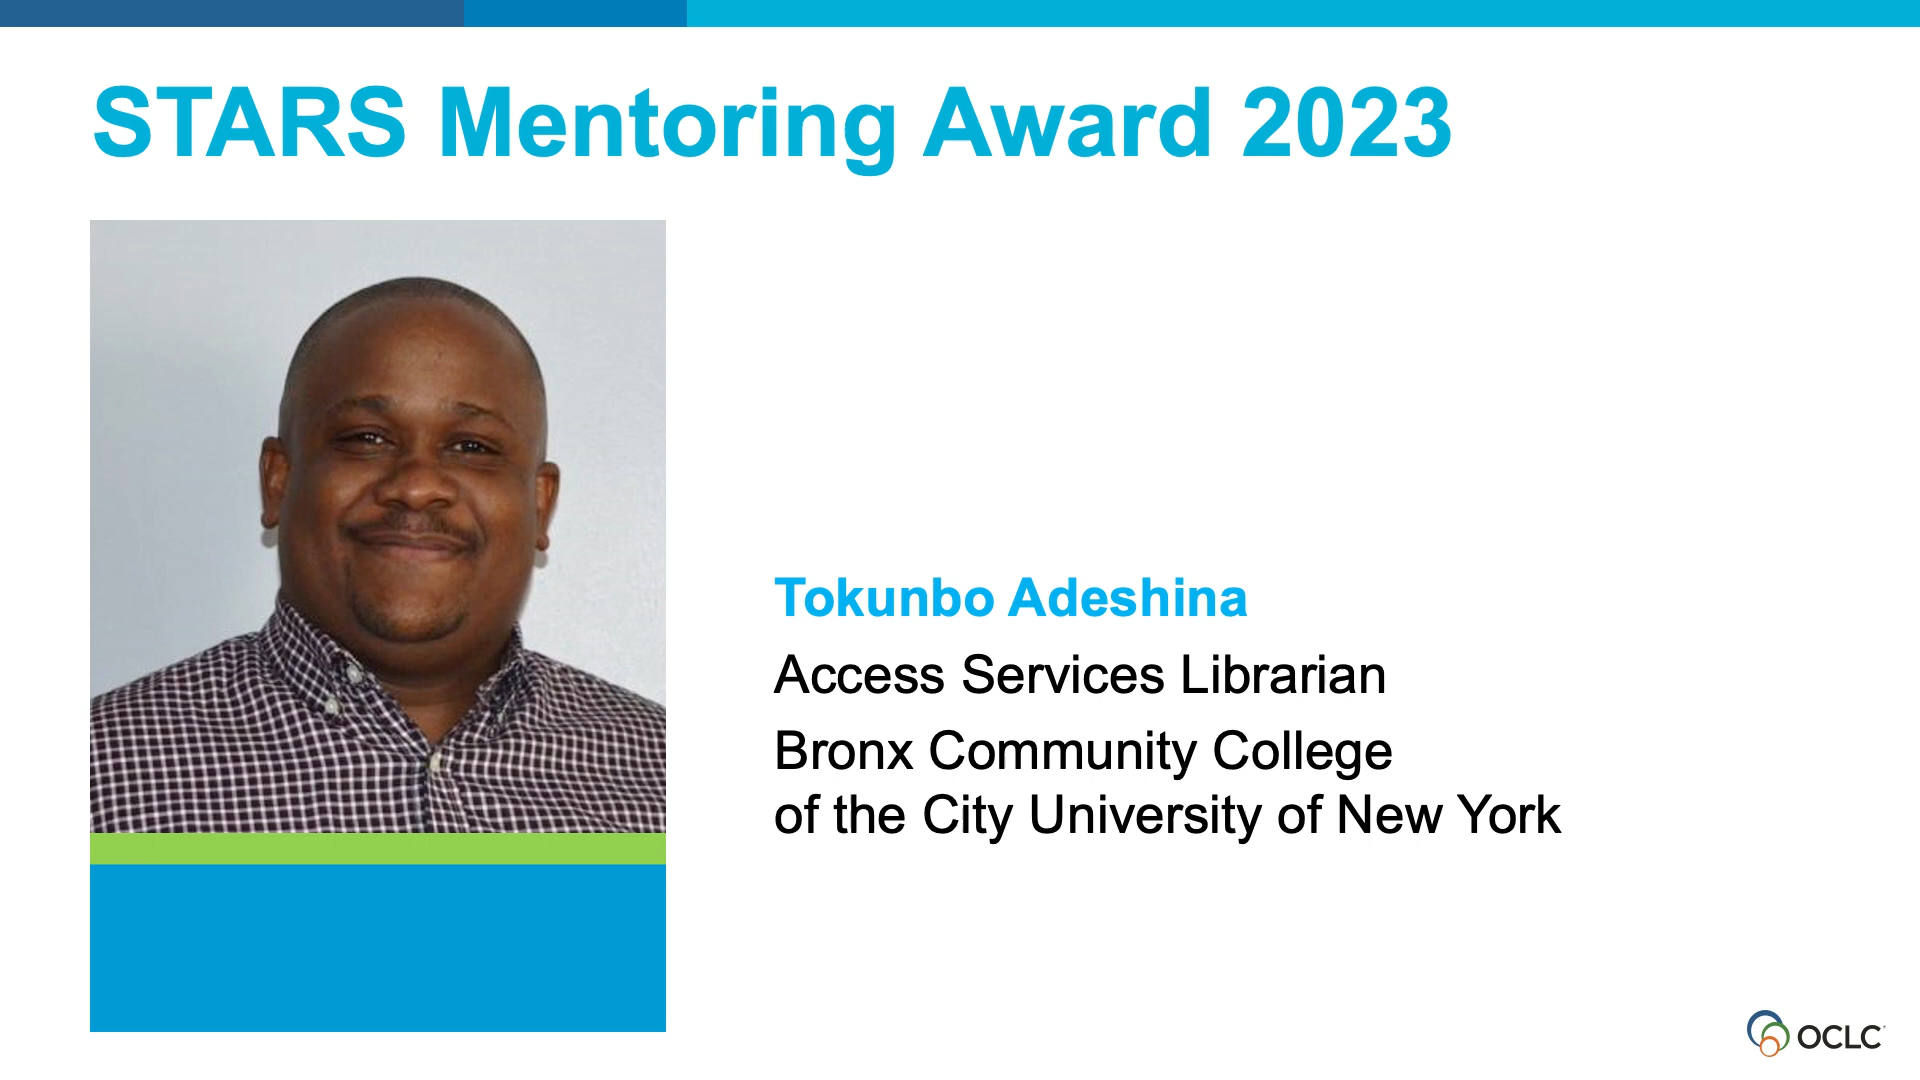 STARS Mentoring Award 2023
Tokunbo Adeshina
Access Services Librarian
Bronx Community College
of the City University of New York
OCLC